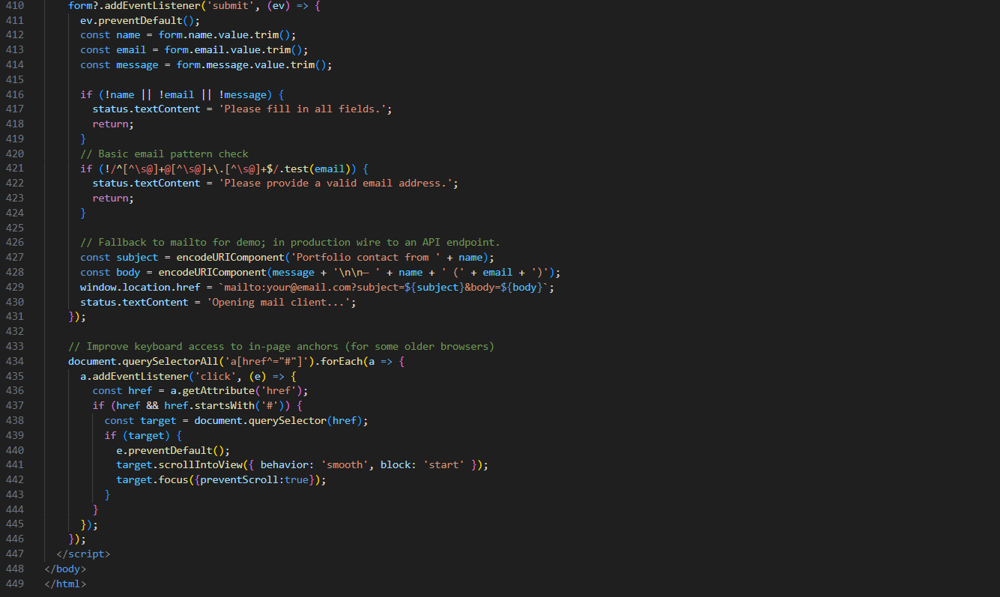 410 form?.addEventListener('submit', (ev) => {
411 ev.preventDefault();
412 const name = form.name.value.trim();
413 const email = form.email.value.trim();
414 const message = form.message.value.trim();
415
416 if (!name || !email || !message) {
417 status.textContent = 'Please fill in all fields.';
418 return;
419 }
420 // Basic email pattern check
421 if (!/^[^\s@]+@[^\s@]+\.[^\s@]+$/.test(email)) {
422 status.textContent = 'Please provide a valid email address.';
423 return;
424 }
425
426 // Fallback to mailto for demo; in production wire to an API endpoint.
427 const subject = encodeURIComponent('Portfolio contact from ' + name);
428 const body = encodeURIComponent(message + '\n\n— ' + name + ' (' + email + ')');
429 window.location.href = `mailto:your@email.com?subject=${subject}&body=${body}`;
430 status.textContent = 'Opening mail client...';
431 });
432
433 // Improve keyboard access to in-page anchors (for some older browsers)
434 document.querySelectorAll('a[href^="#"]').forEach(a => {
435 a.addEventListener('click', (e) => {
436 const href = a.getAttribute('href');
437 if (href && href.startsWith('#')) {
438 const target = document.querySelector(href);
439 if (target) {
440 e.preventDefault();
441 target.scrollIntoView({ behavior: 'smooth', block: 'start' });
442 target.focus({preventScroll:true});
443 }
444 }
445 });
446 });
447 </script>
448 </body>
449 </html>